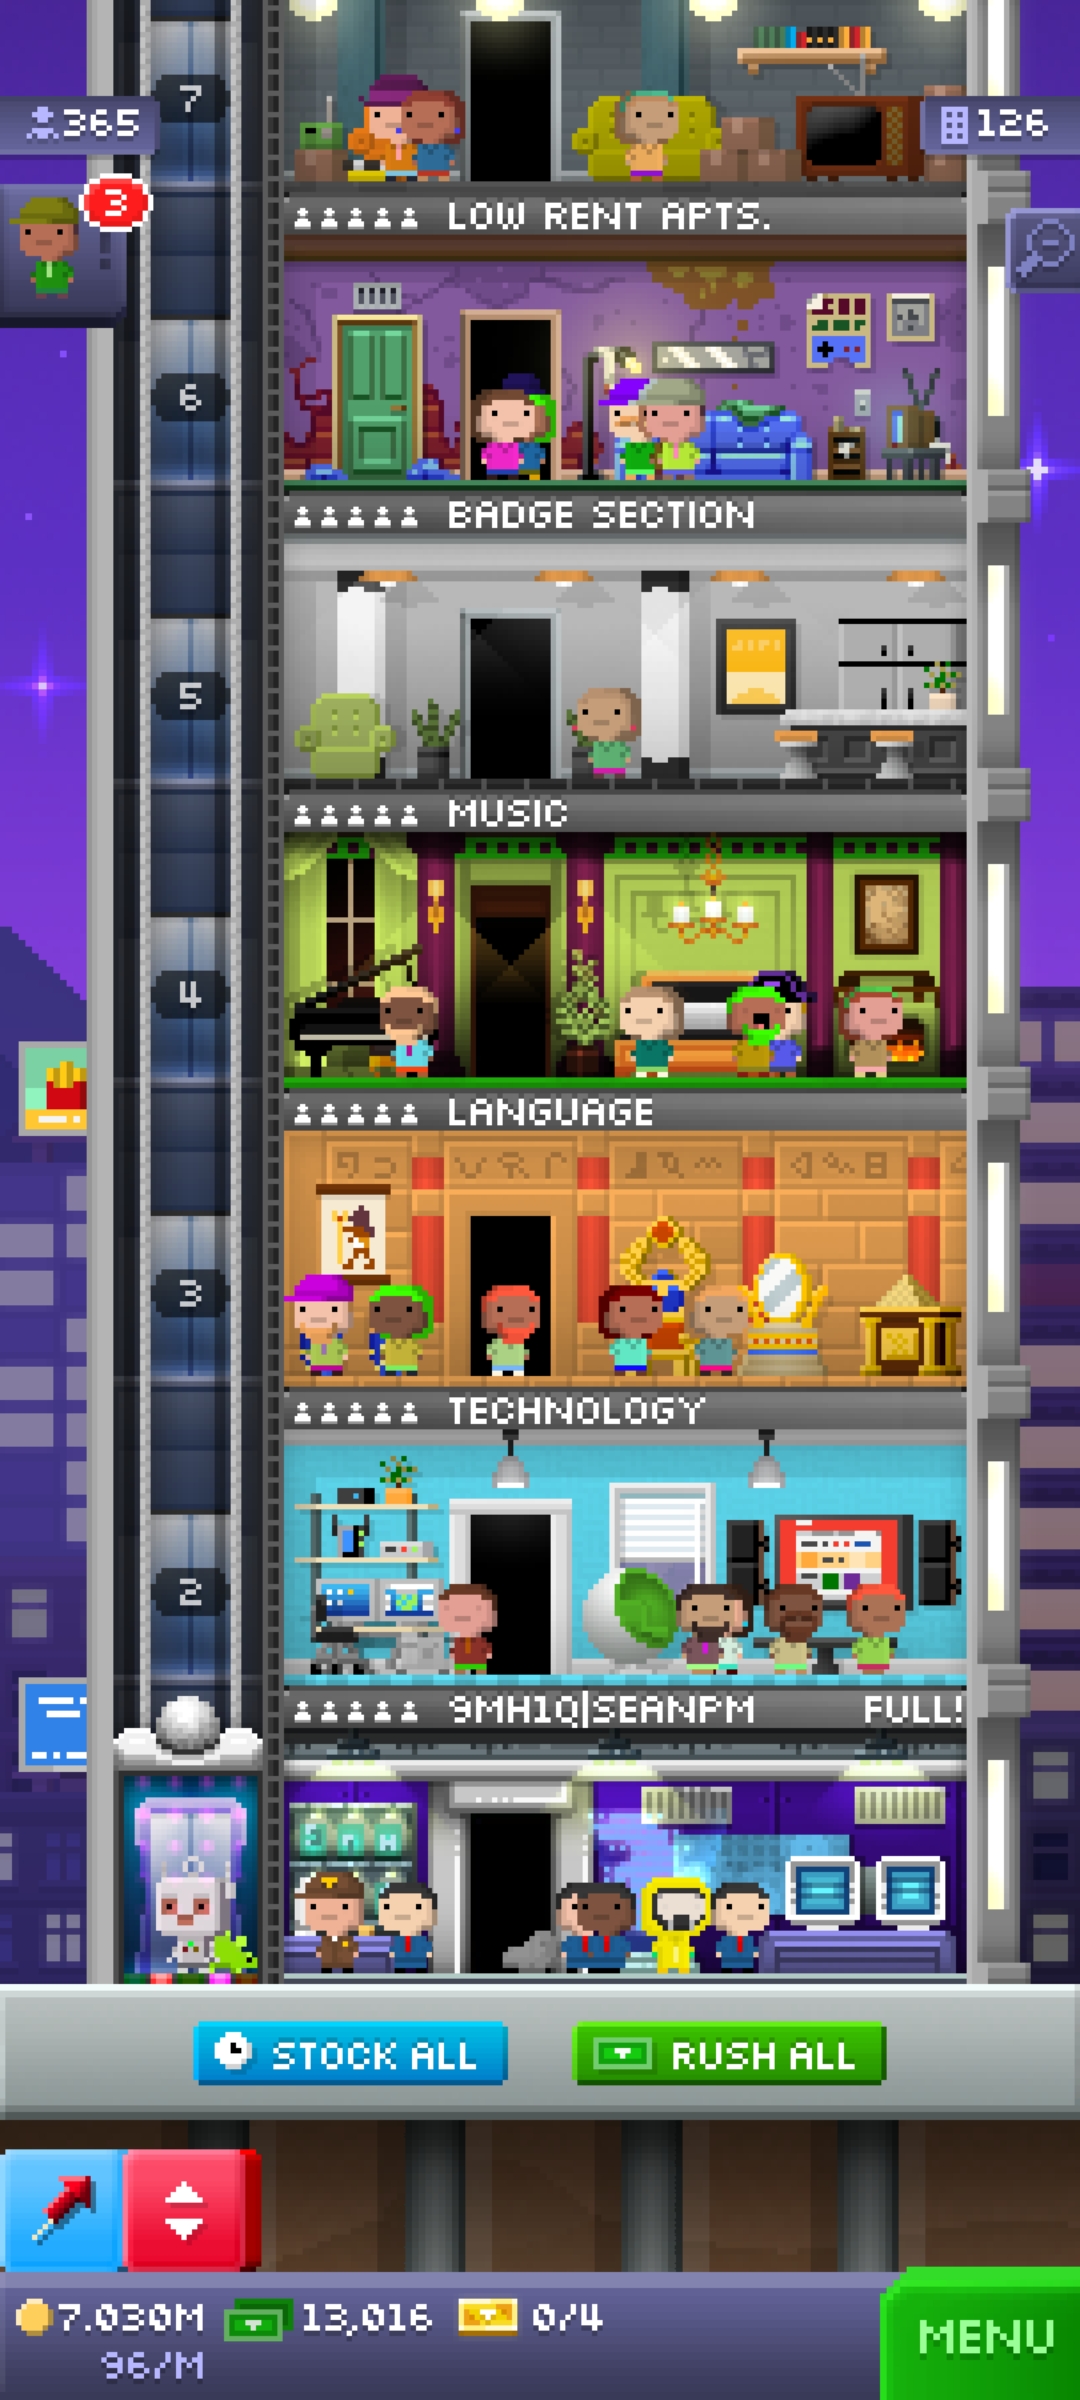 7
365
126
3
LOW RENT APTS.
6
BADGE SECTION
5
MUSIC
4
LANGUAGE
3
TECHNOLOGY
2
9MH1Q|SEANPM FULL!
STOCK ALL
RUSH ALL
7.030M 13,016 0/4
96/M
MENU